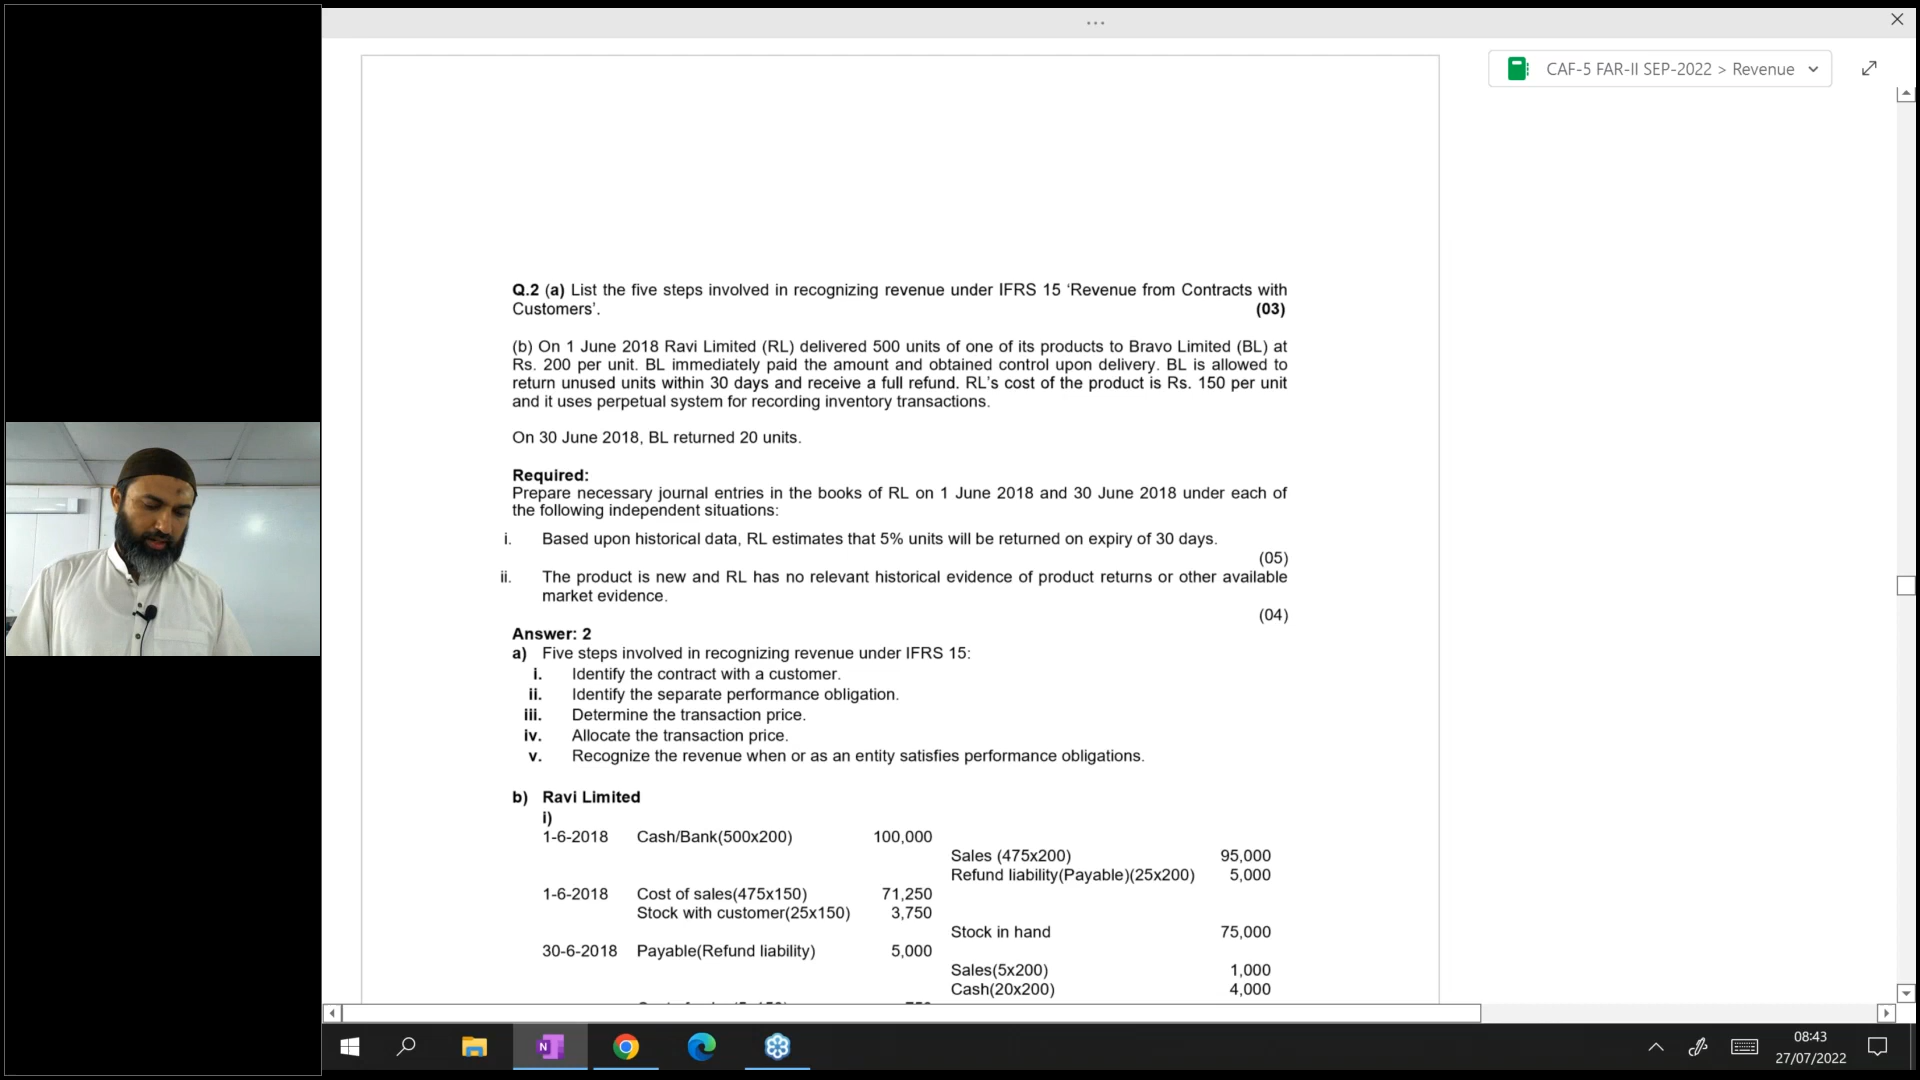 CAF-5 FAR-II SEP-2022 > Revenue
Q.2 (a) List the five steps involved in recognizing revenue under IFRS 15 ‘Revenue from Contracts with
Customers’. (03)
(b) On 1 June 2018 Ravi Limited (RL) delivered 500 units of one of its products to Bravo Limited (BL) at
Rs. 200 per unit. BL immediately paid the amount and obtained control upon delivery. BL is allowed to
return unused units within 30 days and receive a full refund. RL’s cost of the product is Rs. 150 per unit
and it uses perpetual system for recording inventory transactions.
On 30 June 2018, BL returned 20 units.
Required:
Prepare necessary journal entries in the books of RL on 1 June 2018 and 30 June 2018 under each of
the following independent situations:
i. Based upon historical data, RL estimates that 5% units will be returned on expiry of 30 days.
(05)
ii. The product is new and RL has no relevant historical evidence of product returns or other available
market evidence.
(04)
Answer: 2
a) Five steps involved in recognizing revenue under IFRS 15:
i. Identify the contract with a customer.
ii. Identify the separate performance obligation.
iii. Determine the transaction price.
iv. Allocate the transaction price.
v. Recognize the revenue when or as an entity satisfies performance obligations.
b) Ravi Limited
i)
1-6-2018 Cash/Bank(500x200) 100,000
Sales (475x200) 95,000
Refund liability(Payable)(25x200) 5,000
1-6-2018 Cost of sales(475x150) 71,250
Stock with customer(25x150) 3,750
Stock in hand 75,000
30-6-2018 Payable(Refund liability) 5,000
Sales(5x200) 1,000
Cash(20x200) 4,000
08:43
27/07/2022